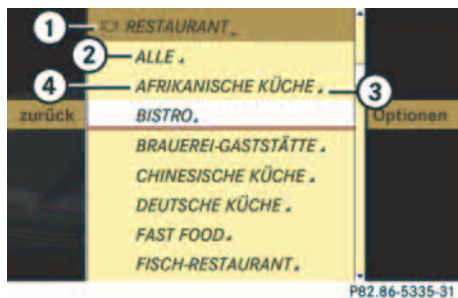 1 RESTAURANT
2 ALLE
4 AFRIKANISCHE KÜCHE 3
zurück BISTRO Optionen
BRAUEREI-GASTSTÄTTE
CHINESISCHE KÜCHE
DEUTSCHE KÜCHE
FAST FOOD
FISCH-RESTAURANT
P82.86-5335-31